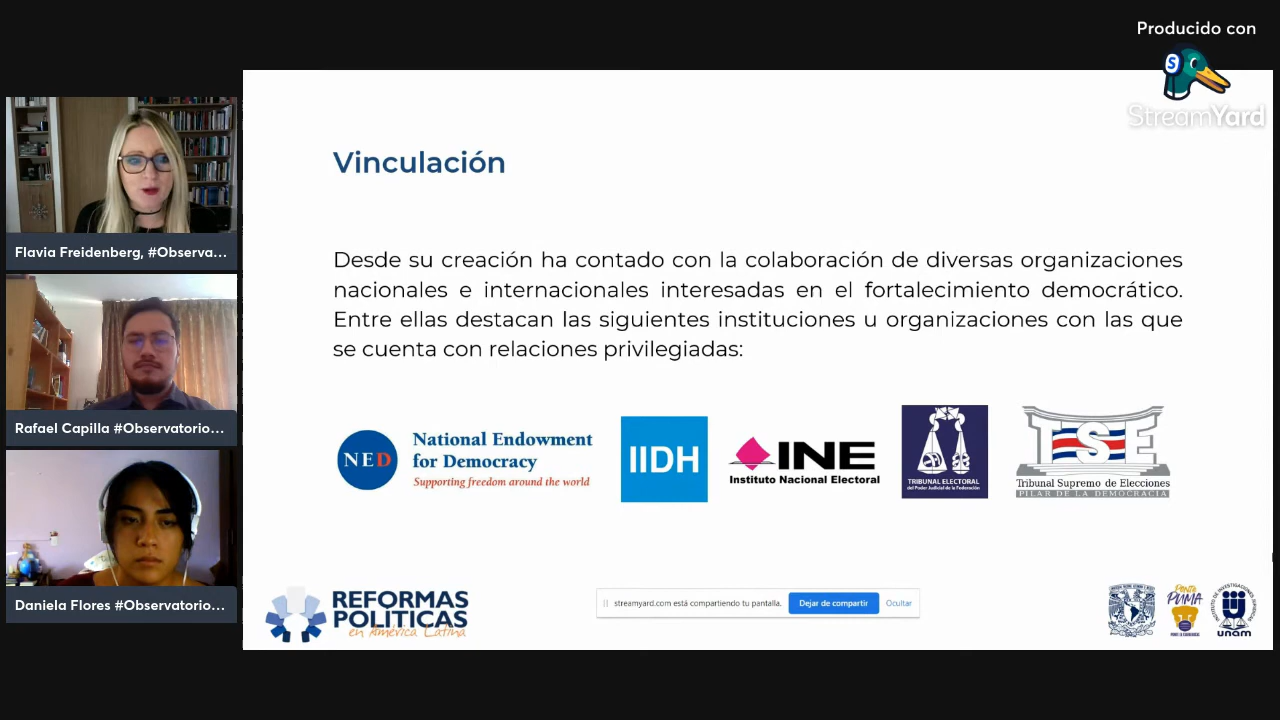 Producido con
StreamYard
Flavia Freidenberg, #Observa...
Rafael Capilla #Observatorio...
Daniela Flores #Observatorio...
Vinculación
Desde su creación ha contado con la colaboración de diversas organizaciones
nacionales e internacionales interesadas en el fortalecimiento democrático.
Entre ellas destacan las siguientes instituciones u organizaciones con las que
se cuenta con relaciones privilegiadas:
NED
National Endowment
for Democracy
Supporting freedom around the world
IIDH
INE
Instituto Nacional Electoral
TRIBUNAL ELECTORAL
del Poder Judicial de la Federación
TSE
Tribunal Supremo de Elecciones
PILAR DE LA DEMOCRACIA
REFORMAS
POLÍTICAS
en América Latina
streamyard.com está compartiendo tu pantalla.
Dejar de compartir
Ocultar
PONTE
PUMA
unam